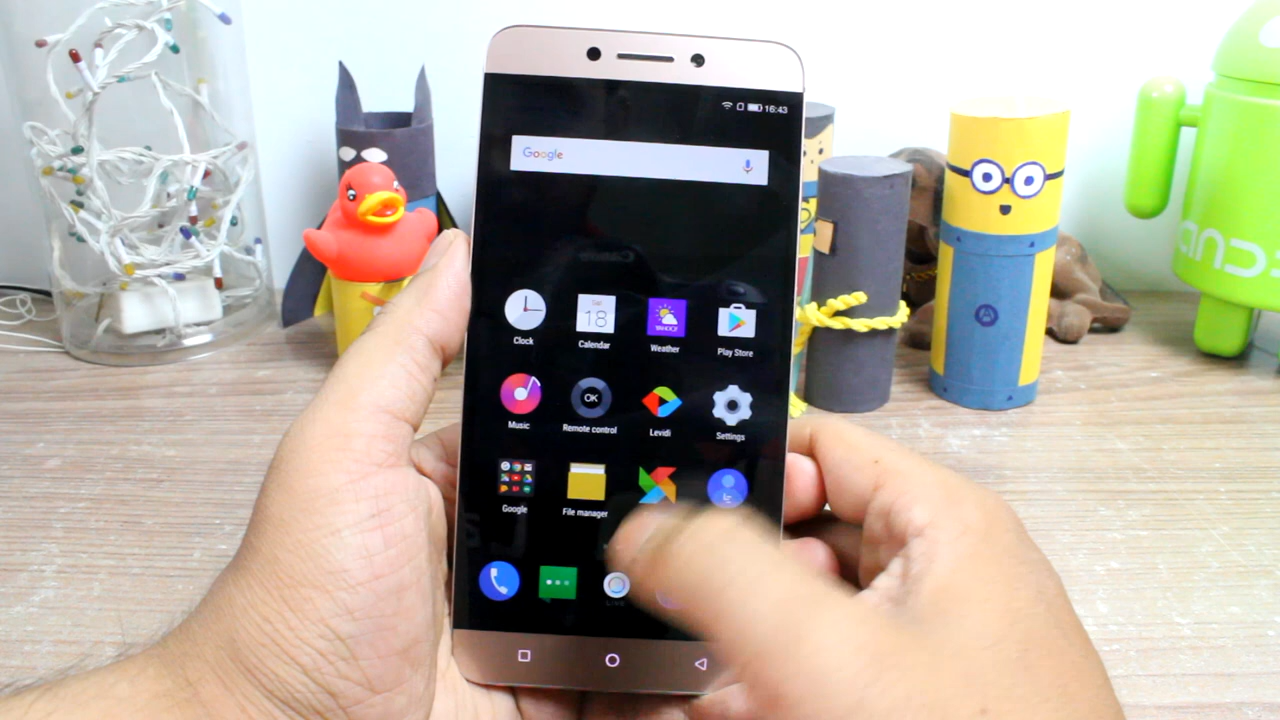 16:43
Google
Clock
Sat
18
Calendar
YAHOO!
Weather
Play Store
Music
OK
Remote control
Levidi
Settings
Google
File manager
Live